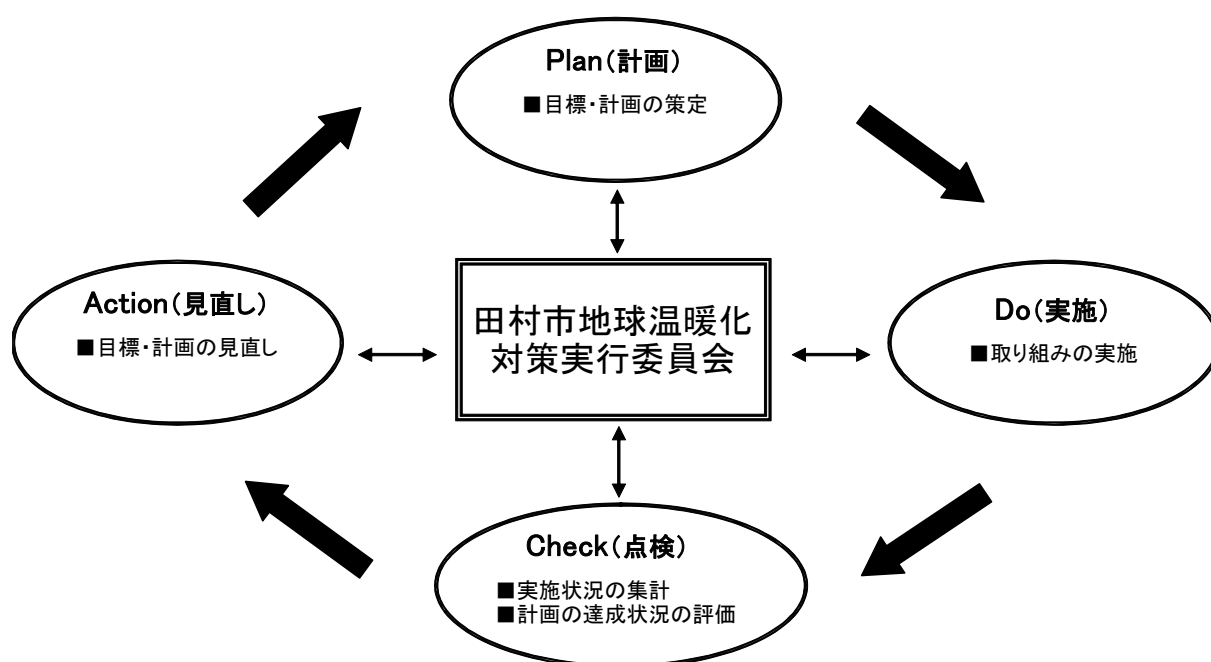 Plan(計画)
■目標・計画の策定
Action(見直し)
■目標・計画の見直し
田村市地球温暖化
対策実行委員会
Do(実施)
■取り組みの実施
Check(点検)
■実施状況の集計
■計画の達成状況の評価